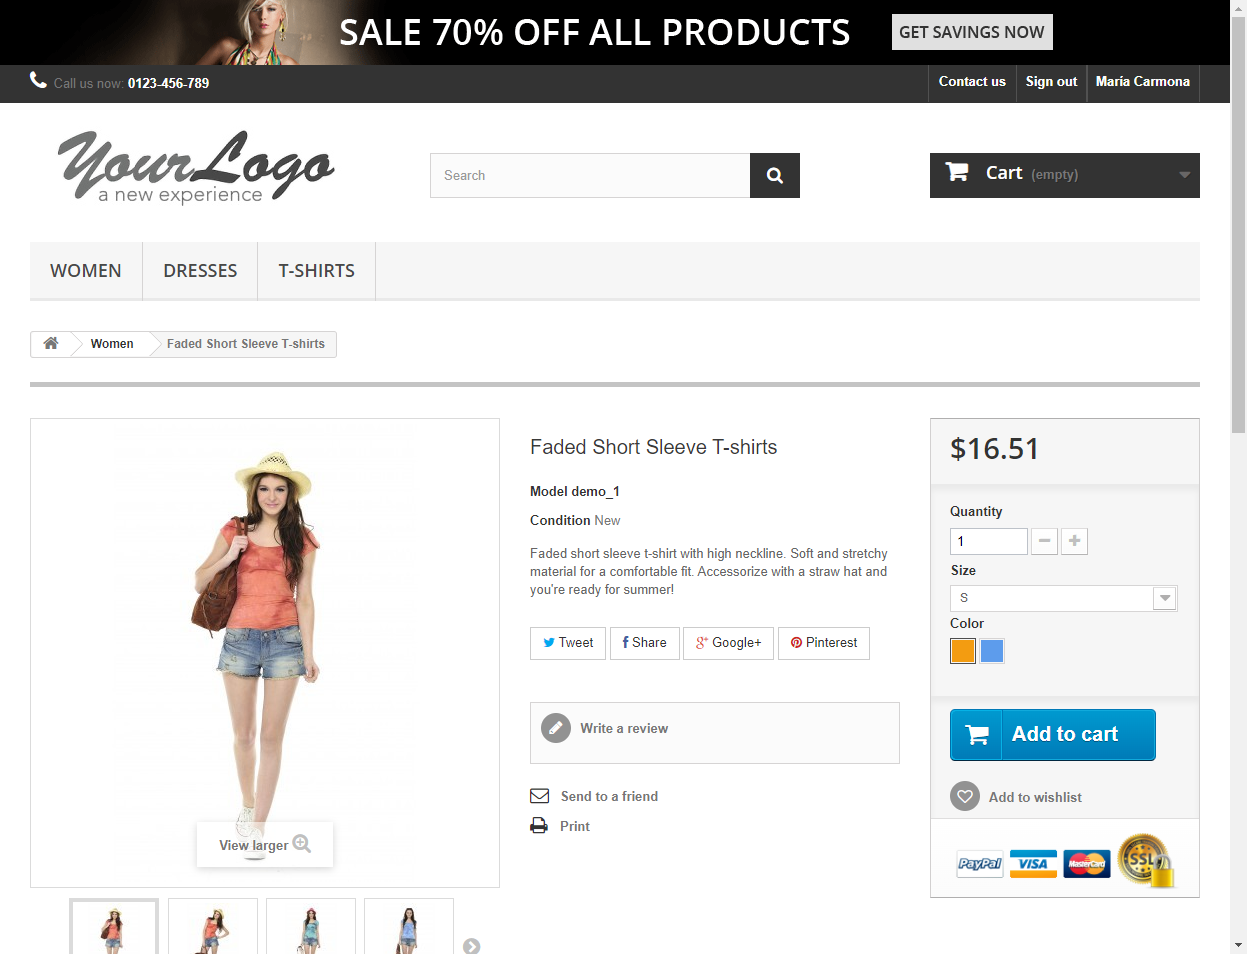 SALE 70% OFF ALL PRODUCTS
GET SAVINGS NOW
Call us now: 0123-456-789
Contact us
Sign out
María Carmona
YourLogo
a new experience
Search
Cart (empty)
WOMEN
DRESSES
T-SHIRTS
Women
Faded Short Sleeve T-shirts
View larger
Faded Short Sleeve T-shirts
Model demo_1
Condition New
Faded short sleeve t-shirt with high neckline. Soft and stretchy
material for a comfortable fit. Accessorize with a straw hat and
you're ready for summer!
Tweet
Share
Google+
Pinterest
Write a review
Send to a friend
Print
$16.51
Quantity
1
Size
S
Color
Add to cart
Add to wishlist
PayPal
VISA
MasterCard
SSL